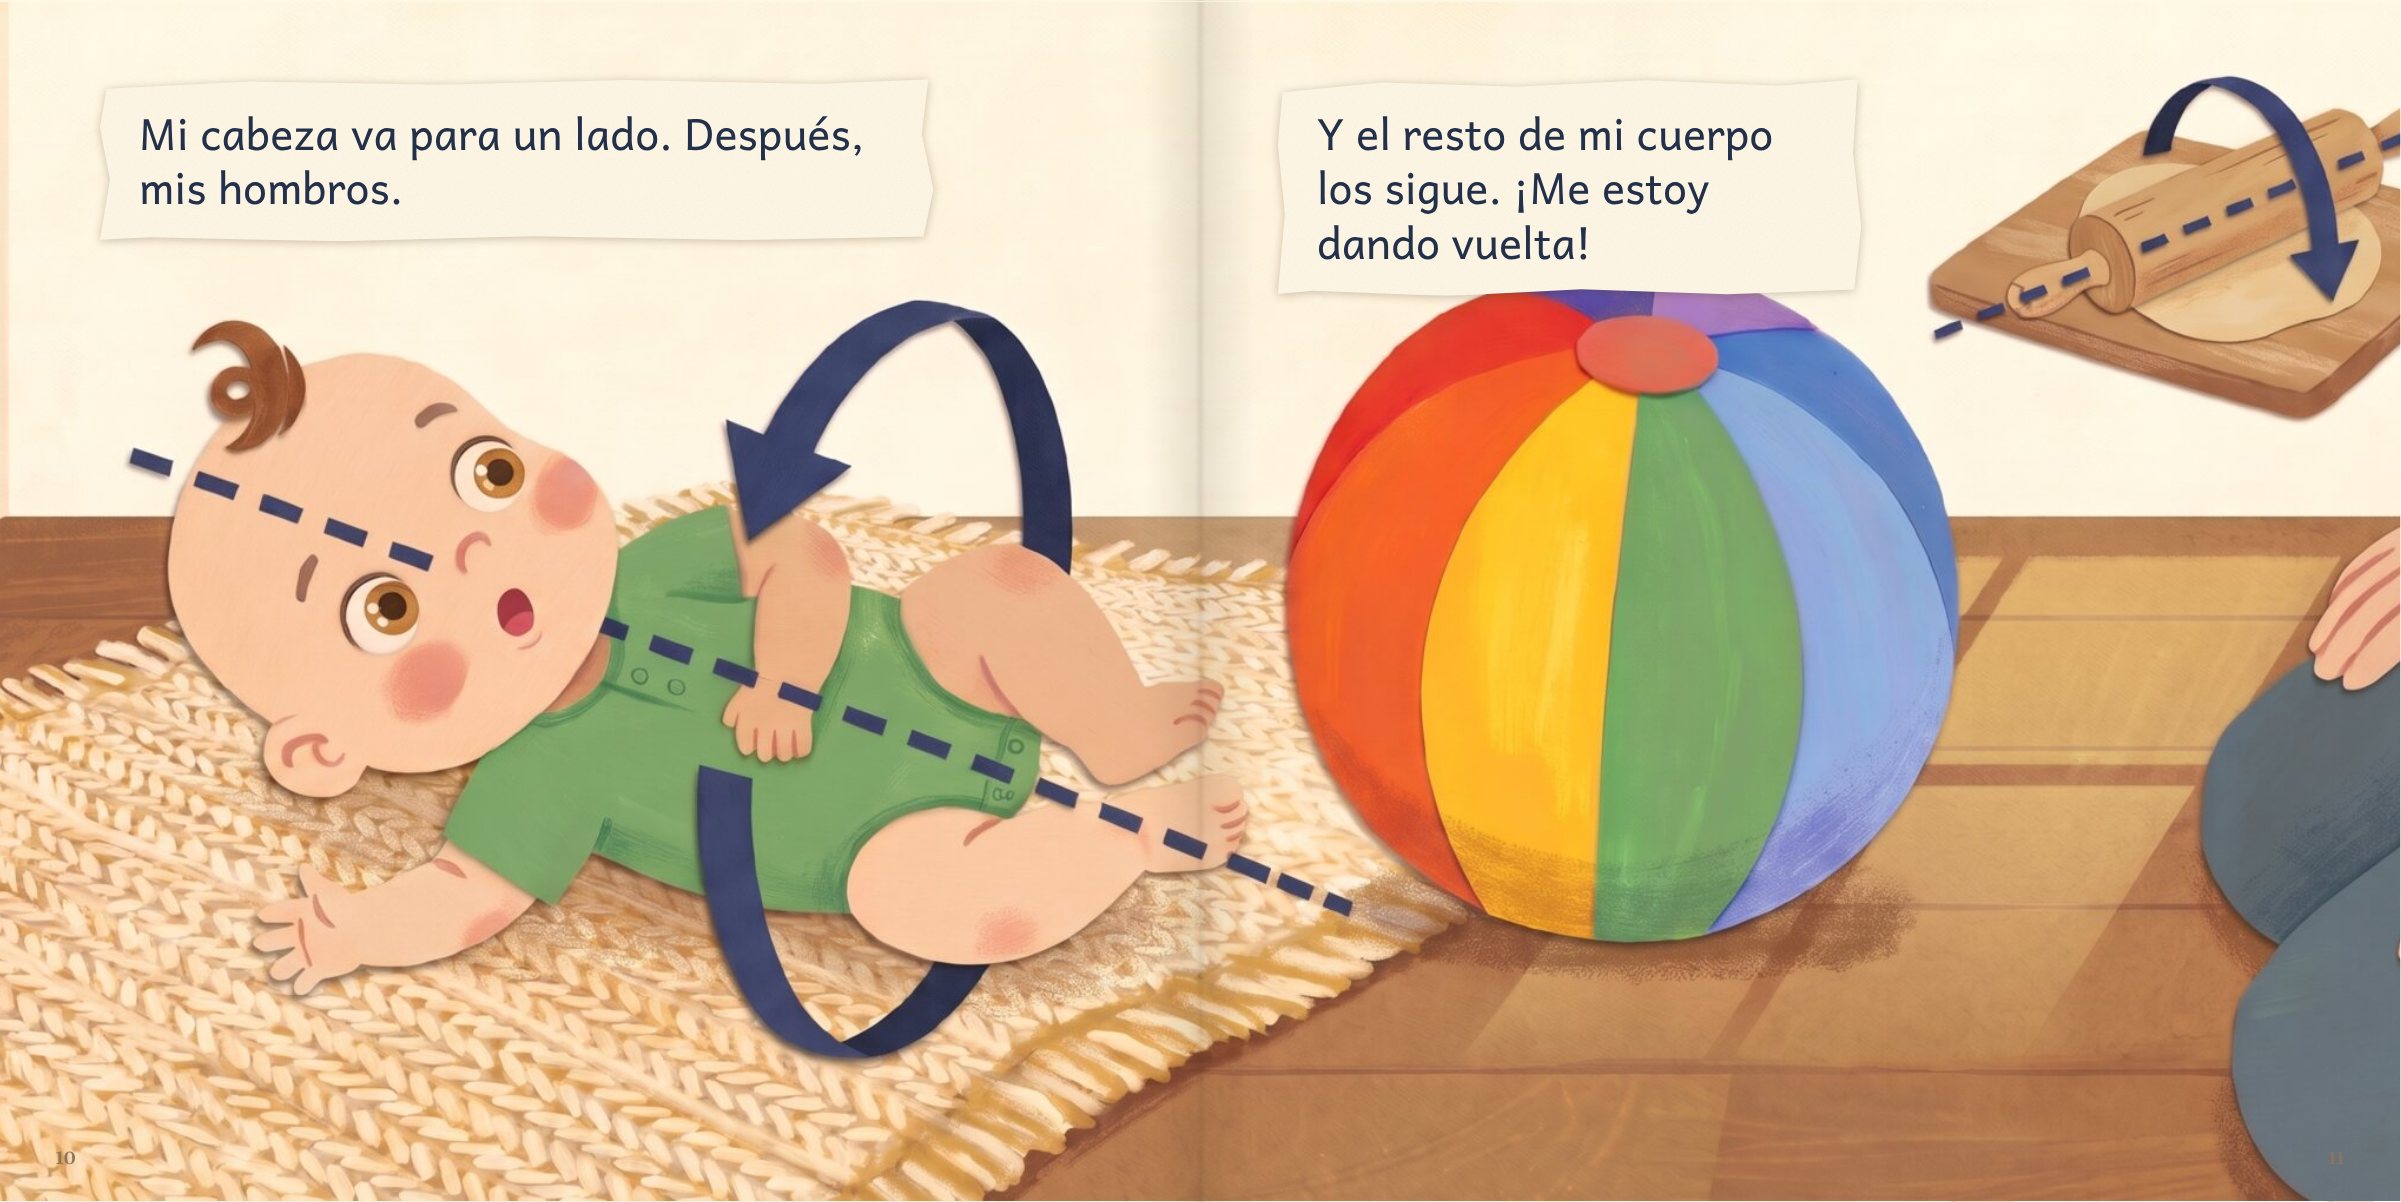 Mi cabeza va para un lado. Después,
mis hombros.
Y el resto de mi cuerpo
los sigue. ¡Me estoy
dando vuelta!
10
11